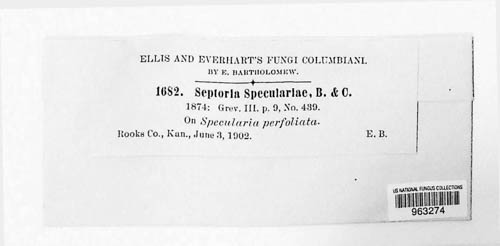 ELLIS AND EVERHART'S FUNGI COLUMBIANI.
BY E. BARTHOLOMEW.
1682. Septoria Speculariae, B. & C.
1874: Grev. III. p. 9, No. 439.
On Specularia perfoliata.
Rooks Co., Kan., June 3, 1902. E. B.
US NATIONAL FUNGUS COLLECTIONS
963274